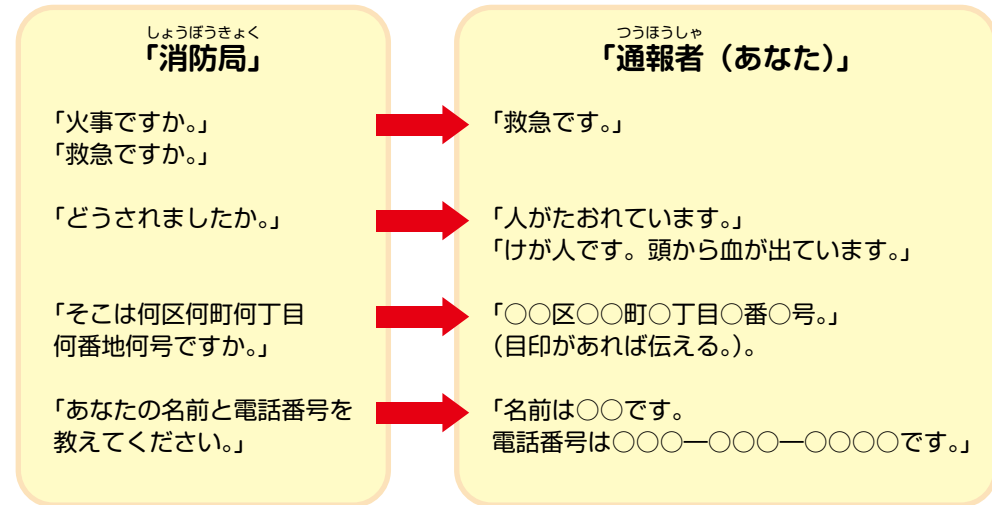 しょうぼうきょく
「消防局」
つうほうしゃ
「通報者（あなた）」
「火事ですか。」
「救急ですか。」
「救急です。」
「どうされましたか。」
「人がたおれています。」
「けが人です。頭から血が出ています。」
「そこは何区何町何丁目
何番地何号ですか。」
「○○区○○町○丁目○番○号。」
（目印があれば伝える。）。
「あなたの名前と電話番号を
教えてください。」
「名前は○○です。
電話番号は○○○―○○○―○○○○です。」